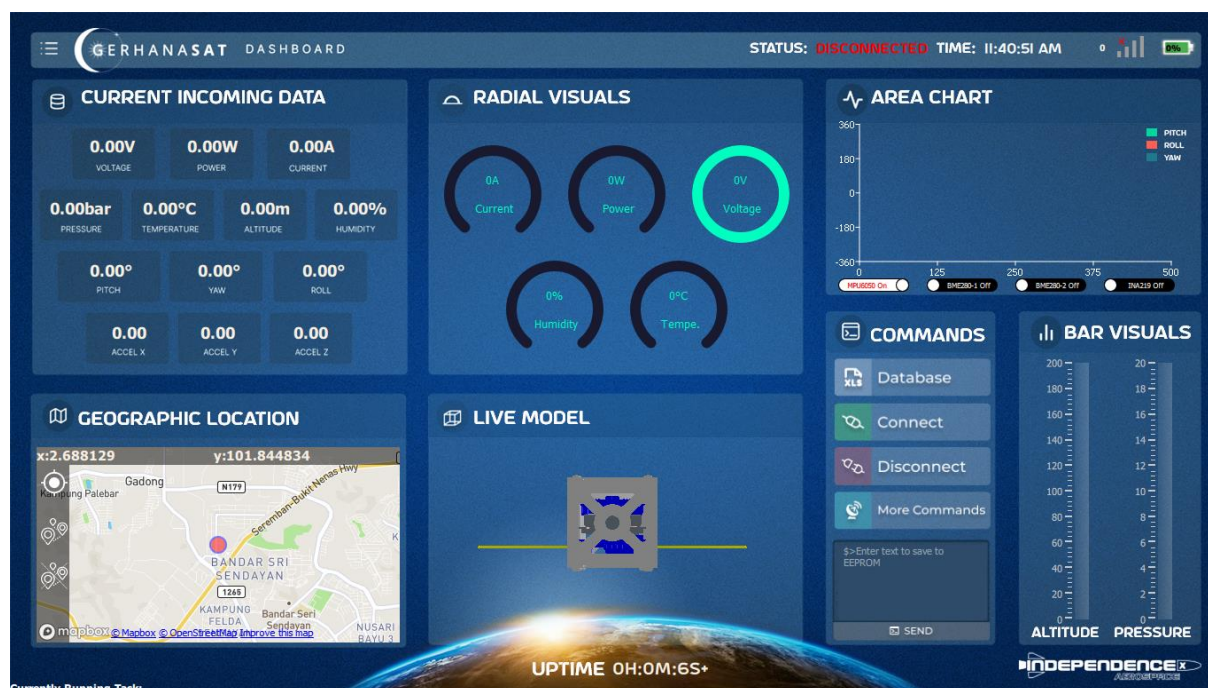 GERHANASAT DASHBOARD
STATUS: DISCONNECTED TIME: 11:40:51 AM 0 0%
CURRENT INCOMING DATA
0.00V 0.00W 0.00A
VOLTAGE POWER CURRENT
0.00bar 0.00°C 0.00m 0.00%
PRESSURE TEMPERATURE ALTITUDE HUMIDITY
0.00° 0.00° 0.00°
PITCH YAW ROLL
0.00 0.00 0.00
ACCEL X ACCEL Y ACCEL Z
RADIAL VISUALS
0A 0W 0V
Current Power Voltage
0% 0°C
Humidity Tempe.
AREA CHART
360
180
0
-180
-360
0 125 250 375 500
PITCH
ROLL
YAW
MPU6050 On BME280-1 Off BME280-2 Off INA219 Off
GEOGRAPHIC LOCATION
x:2.688129 y:101.844834
Gadong
Kampung Palebar
N179
Seremban-Bukit Nenas Hwy
K
BANDAR SRI
SENDAYAN
1265
KAMPUNG
FELDA
Bandar Seri
Sendayan
NUSARI
BAYU 3
mapbox © Mapbox © OpenStreetMap Improve this map
LIVE MODEL
COMMANDS
XLS Database
Connect
Disconnect
More Commands
$>Enter text to save to
EEPROM
SEND
BAR VISUALS
200 20
180 18
160 16
140 14
120 12
100 10
80 8
60 6
40 4
20 2
0 0
ALTITUDE PRESSURE
UPTIME 0H:0M:6S+
INDEPENDENCE X
AEROSPACE
Currently Running Task: